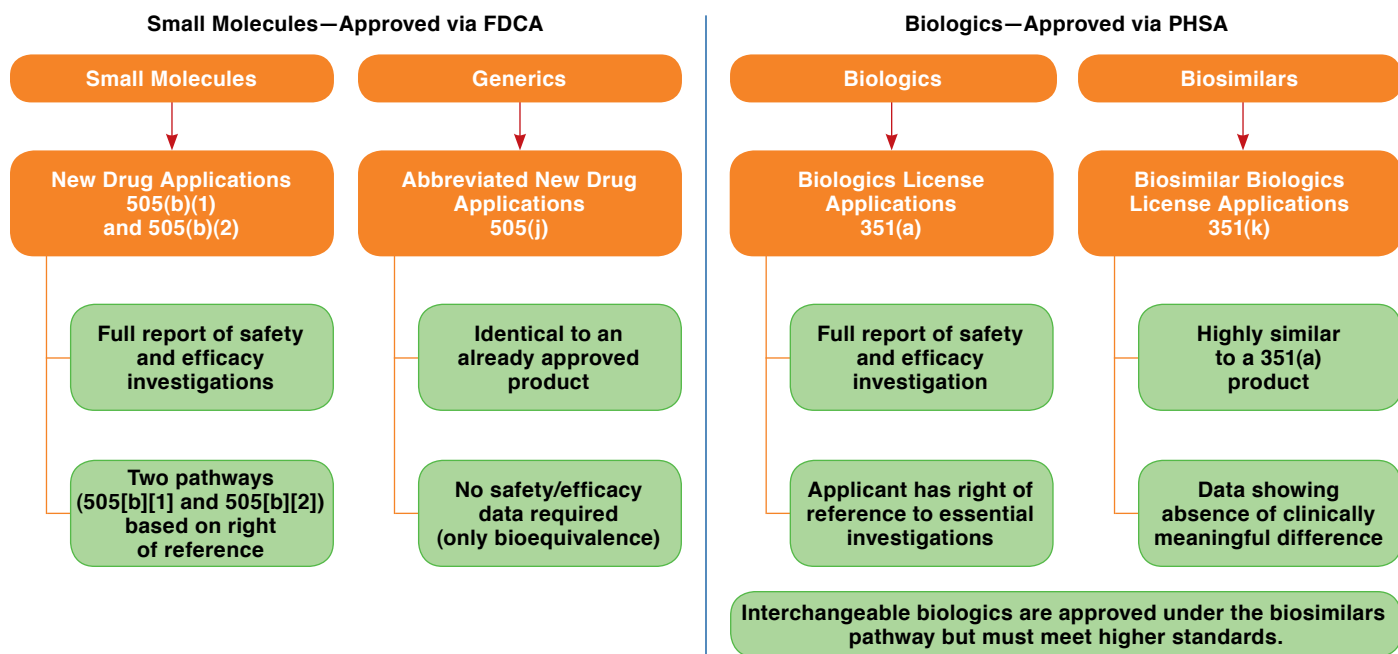 Small Molecules—Approved via FDCA
Small Molecules
New Drug Applications
505(b)(1)
and 505(b)(2)
Full report of safety
and efficacy
investigations
Two pathways
(505[b][1] and 505[b][2])
based on right
of reference
Generics
Abbreviated New Drug
Applications
505(j)
Identical to an
already approved
product
No safety/efficacy
data required
(only bioequivalence)
Biologics—Approved via PHSA
Biologics
Biologics License
Applications
351(a)
Full report of safety
and efficacy
investigation
Applicant has right of
reference to essential
investigations
Biosimilars
Biosimilar Biologics
License Applications
351(k)
Highly similar
to a 351(a)
product
Data showing
absence of clinically
meaningful difference
Interchangeable biologics are approved under the biosimilars
pathway but must meet higher standards.